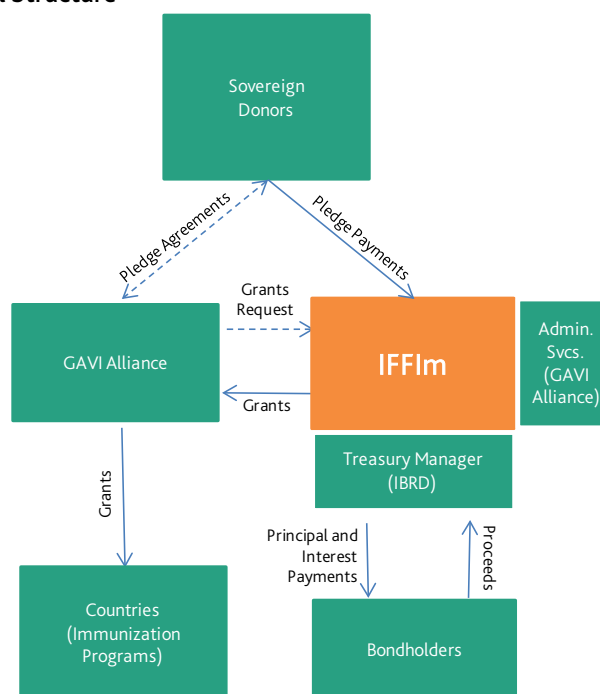 Sovereign
Donors
Pledge Agreements
Pledge Payments
Grants
Request
GAVI Alliance
IFFIm
Admin.
Svcs.
(GAVI
Alliance)
Grants
Treasury Manager
(IBRD)
Grants
Principal and
Interest
Payments
Proceeds
Countries
(Immunization
Programs)
Bondholders